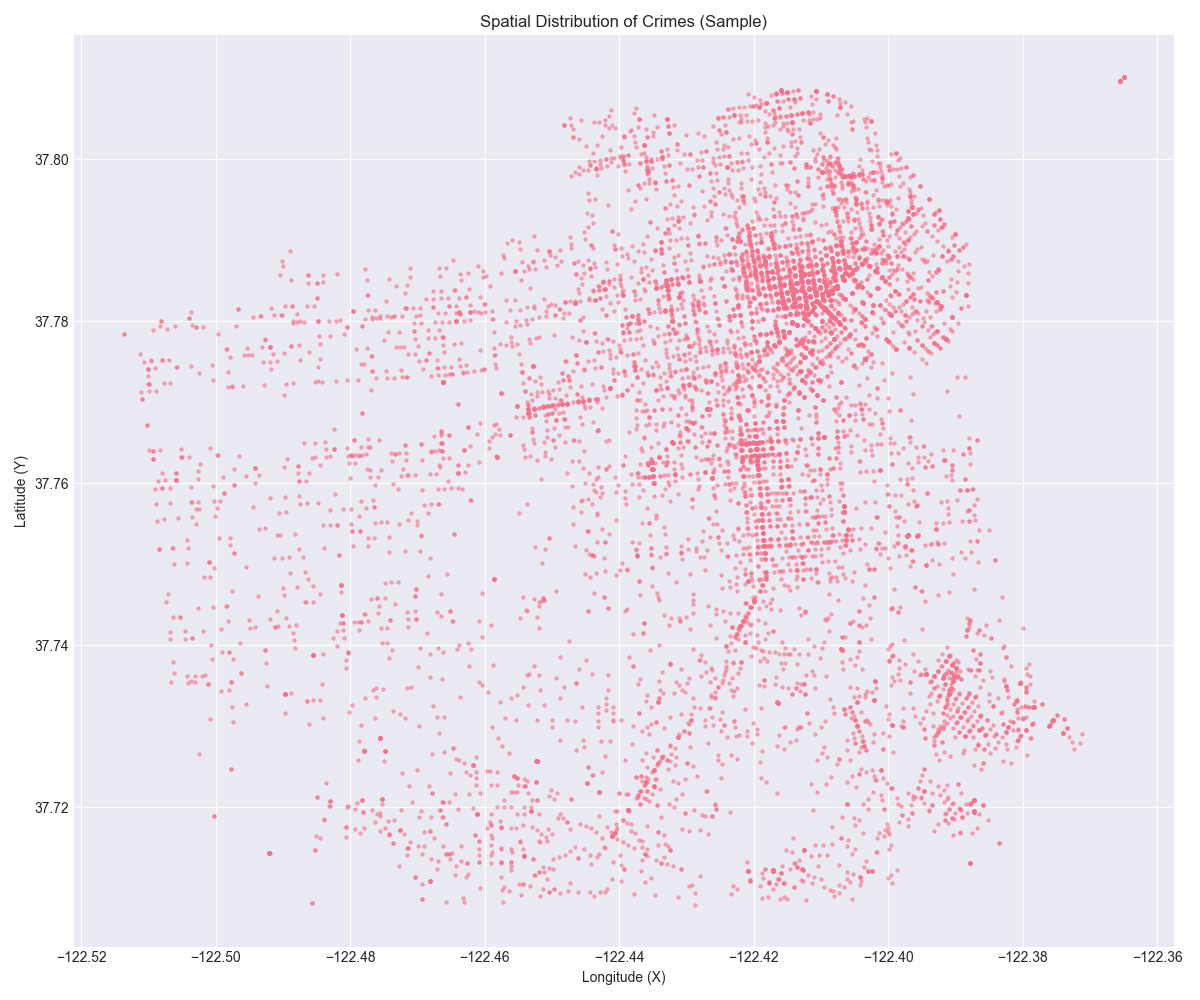 Spatial Distribution of Crimes (Sample)
37.80
37.78
37.76
37.74
37.72
Latitude (Y)
−122.52 −122.50 −122.48 −122.46 −122.44 −122.42 −122.40 −122.38 −122.36
Longitude (X)